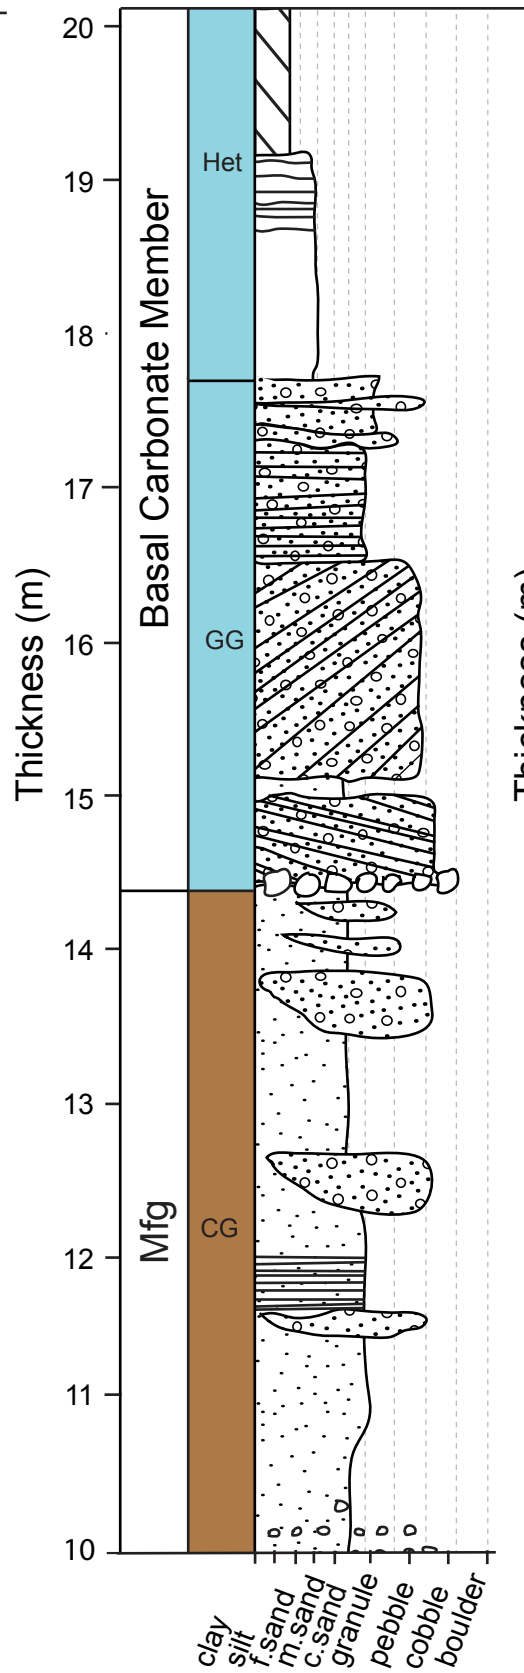 20
19
18
17
16
15
14
13
12
11
10
Thickness (m)
Basal Carbonate Member
Mfg
Het
GG
CG
clay
silt
f.sand
m.sand
c.sand
granule
pebble
cobble
boulder